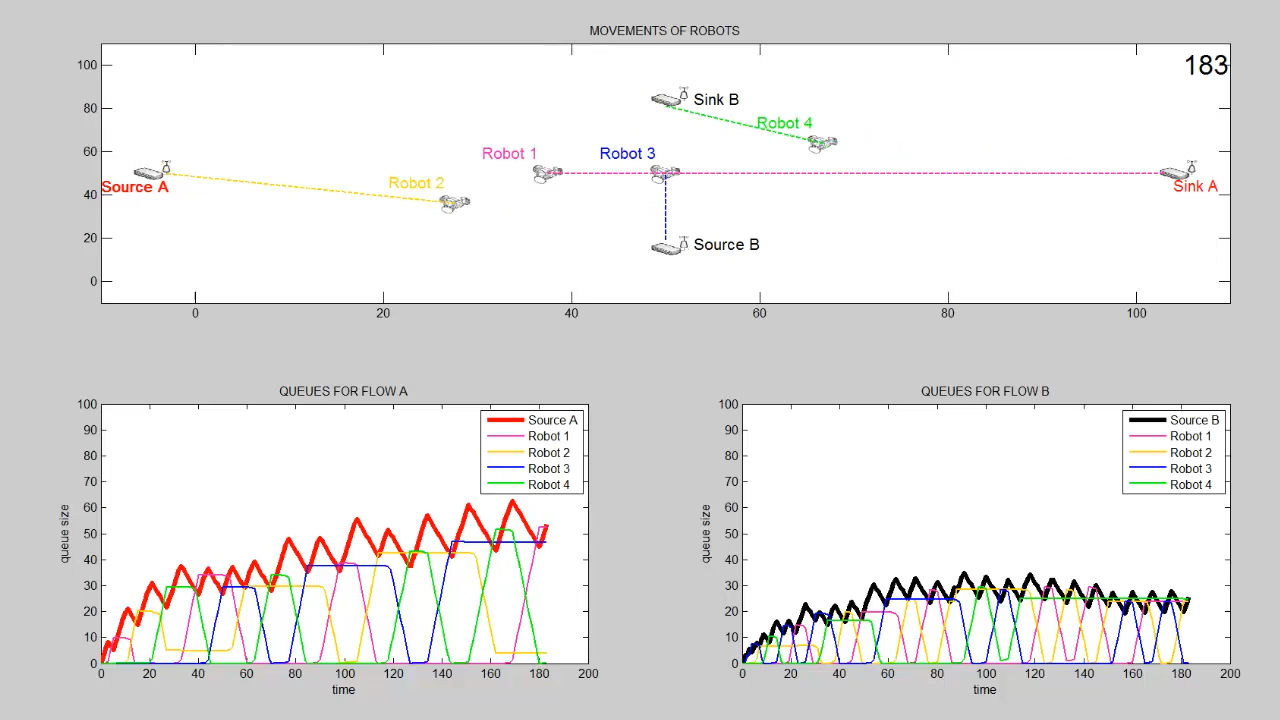 MOVEMENTS OF ROBOTS
183
100
80
60
40
20
0
0 20 40 60 80 100
Sink B
Robot 4
Robot 1
Robot 3
Source A
Robot 2
Sink A
Source B
QUEUES FOR FLOW A
queue size
100
90
80
70
60
50
40
30
20
10
0
0 20 40 60 80 100 120 140 160 180 200
time
Source A
Robot 1
Robot 2
Robot 3
Robot 4
QUEUES FOR FLOW B
queue size
100
90
80
70
60
50
40
30
20
10
0
0 20 40 60 80 100 120 140 160 180 200
time
Source B
Robot 1
Robot 2
Robot 3
Robot 4